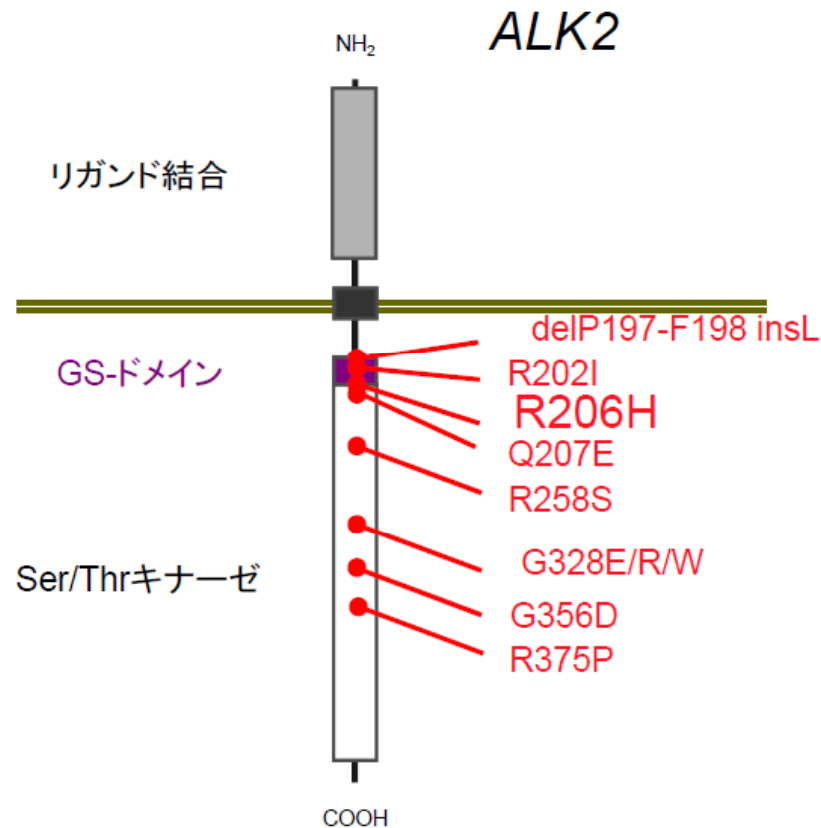 ALK2
NH2
リガンド結合
delP197-F198 insL
GS-ドメイン
R202I
R206H
Q207E
R258S
G328E/R/W
Ser/Thrキナーゼ
G356D
R375P
COOH